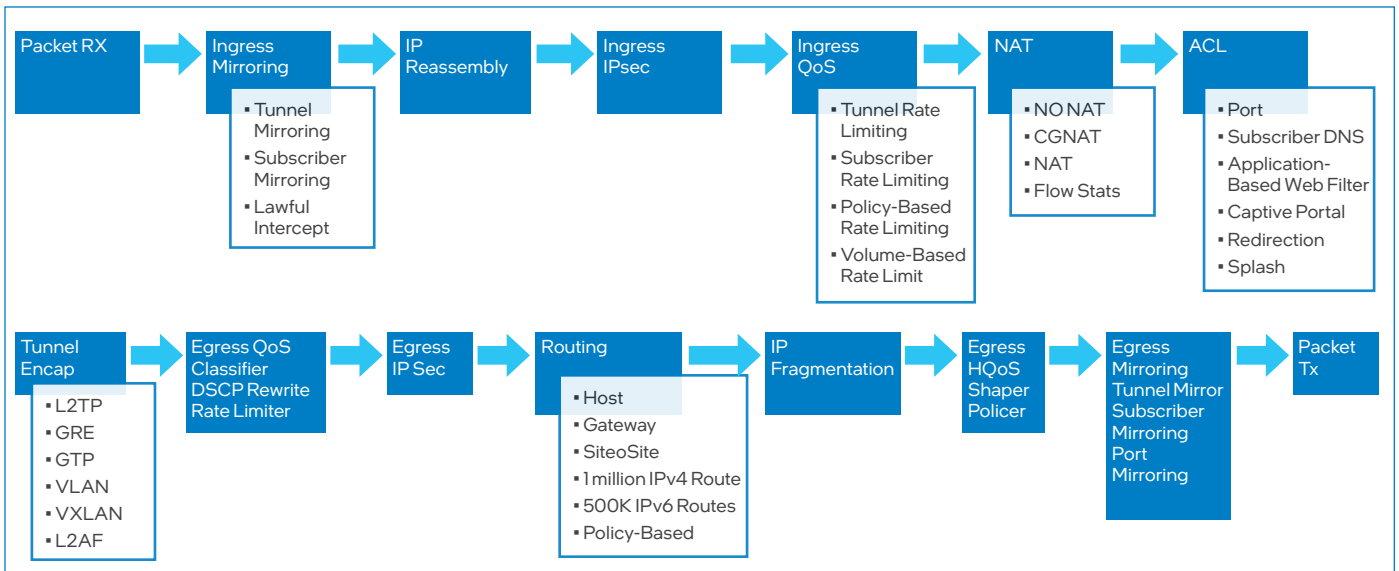 Packet RX
Ingress
Mirroring
▪ Tunnel
Mirroring
▪ Subscriber
Mirroring
▪ Lawful
Intercept
IP
Reassembly
Ingress
IPsec
Ingress
QoS
▪ Tunnel Rate
Limiting
▪ Subscriber
Rate Limiting
▪ Policy-Based
Rate Limiting
▪ Volume-Based
Rate Limit
NAT
▪ NO NAT
▪ CGNAT
▪ NAT
▪ Flow Stats
ACL
▪ Port
▪ Subscriber DNS
▪ Application-
Based Web Filter
▪ Captive Portal
▪ Redirection
▪ Splash
Tunnel
Encap
▪ L2TP
▪ GRE
▪ GTP
▪ VLAN
▪ VXLAN
▪ L2AF
Egress QoS
Classifier
DSCP Rewrite
Rate Limiter
Egress
IP Sec
Routing
▪ Host
▪ Gateway
▪ SiteoSite
▪ 1 million IPv4 Route
▪ 500K IPv6 Routes
▪ Policy-Based
IP
Fragmentation
Egress
HQoS
Shaper
Policer
Egress
Mirroring
Tunnel Mirror
Subscriber
Mirroring
Port
Mirroring
Packet
Tx